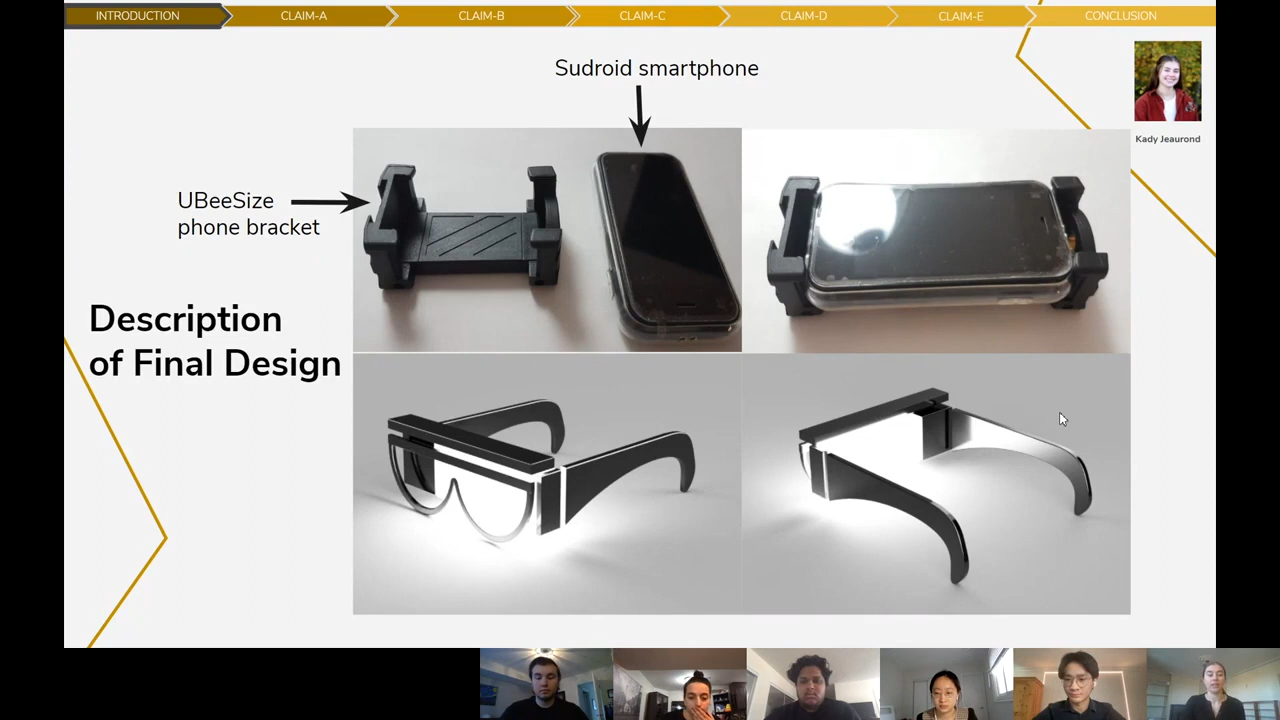 INTRODUCTION
CLAIM-A
CLAIM-B
CLAIM-C
CLAIM-D
CLAIM-E
CONCLUSION
Sudroid smartphone
Kady Jeaurond
UBeeSize
phone bracket
Description
of Final Design